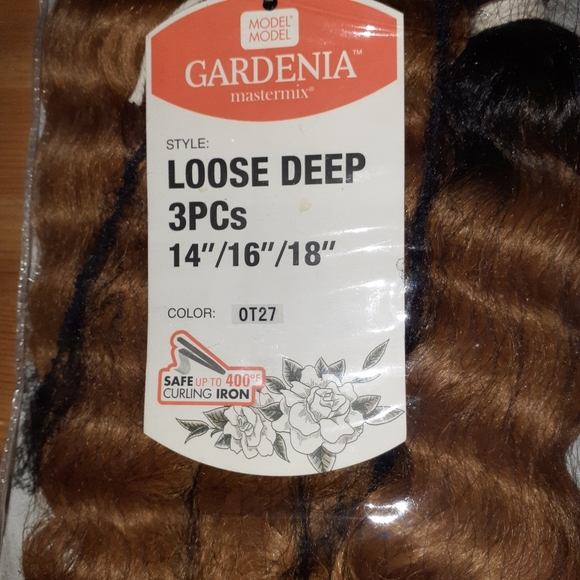 MODEL®
MODEL
GARDENIA™
mastermix®
STYLE:
LOOSE DEEP
3PCs
14"/16"/18"
COLOR: OT27
SAFE UP TO 400°F
CURLING IRON